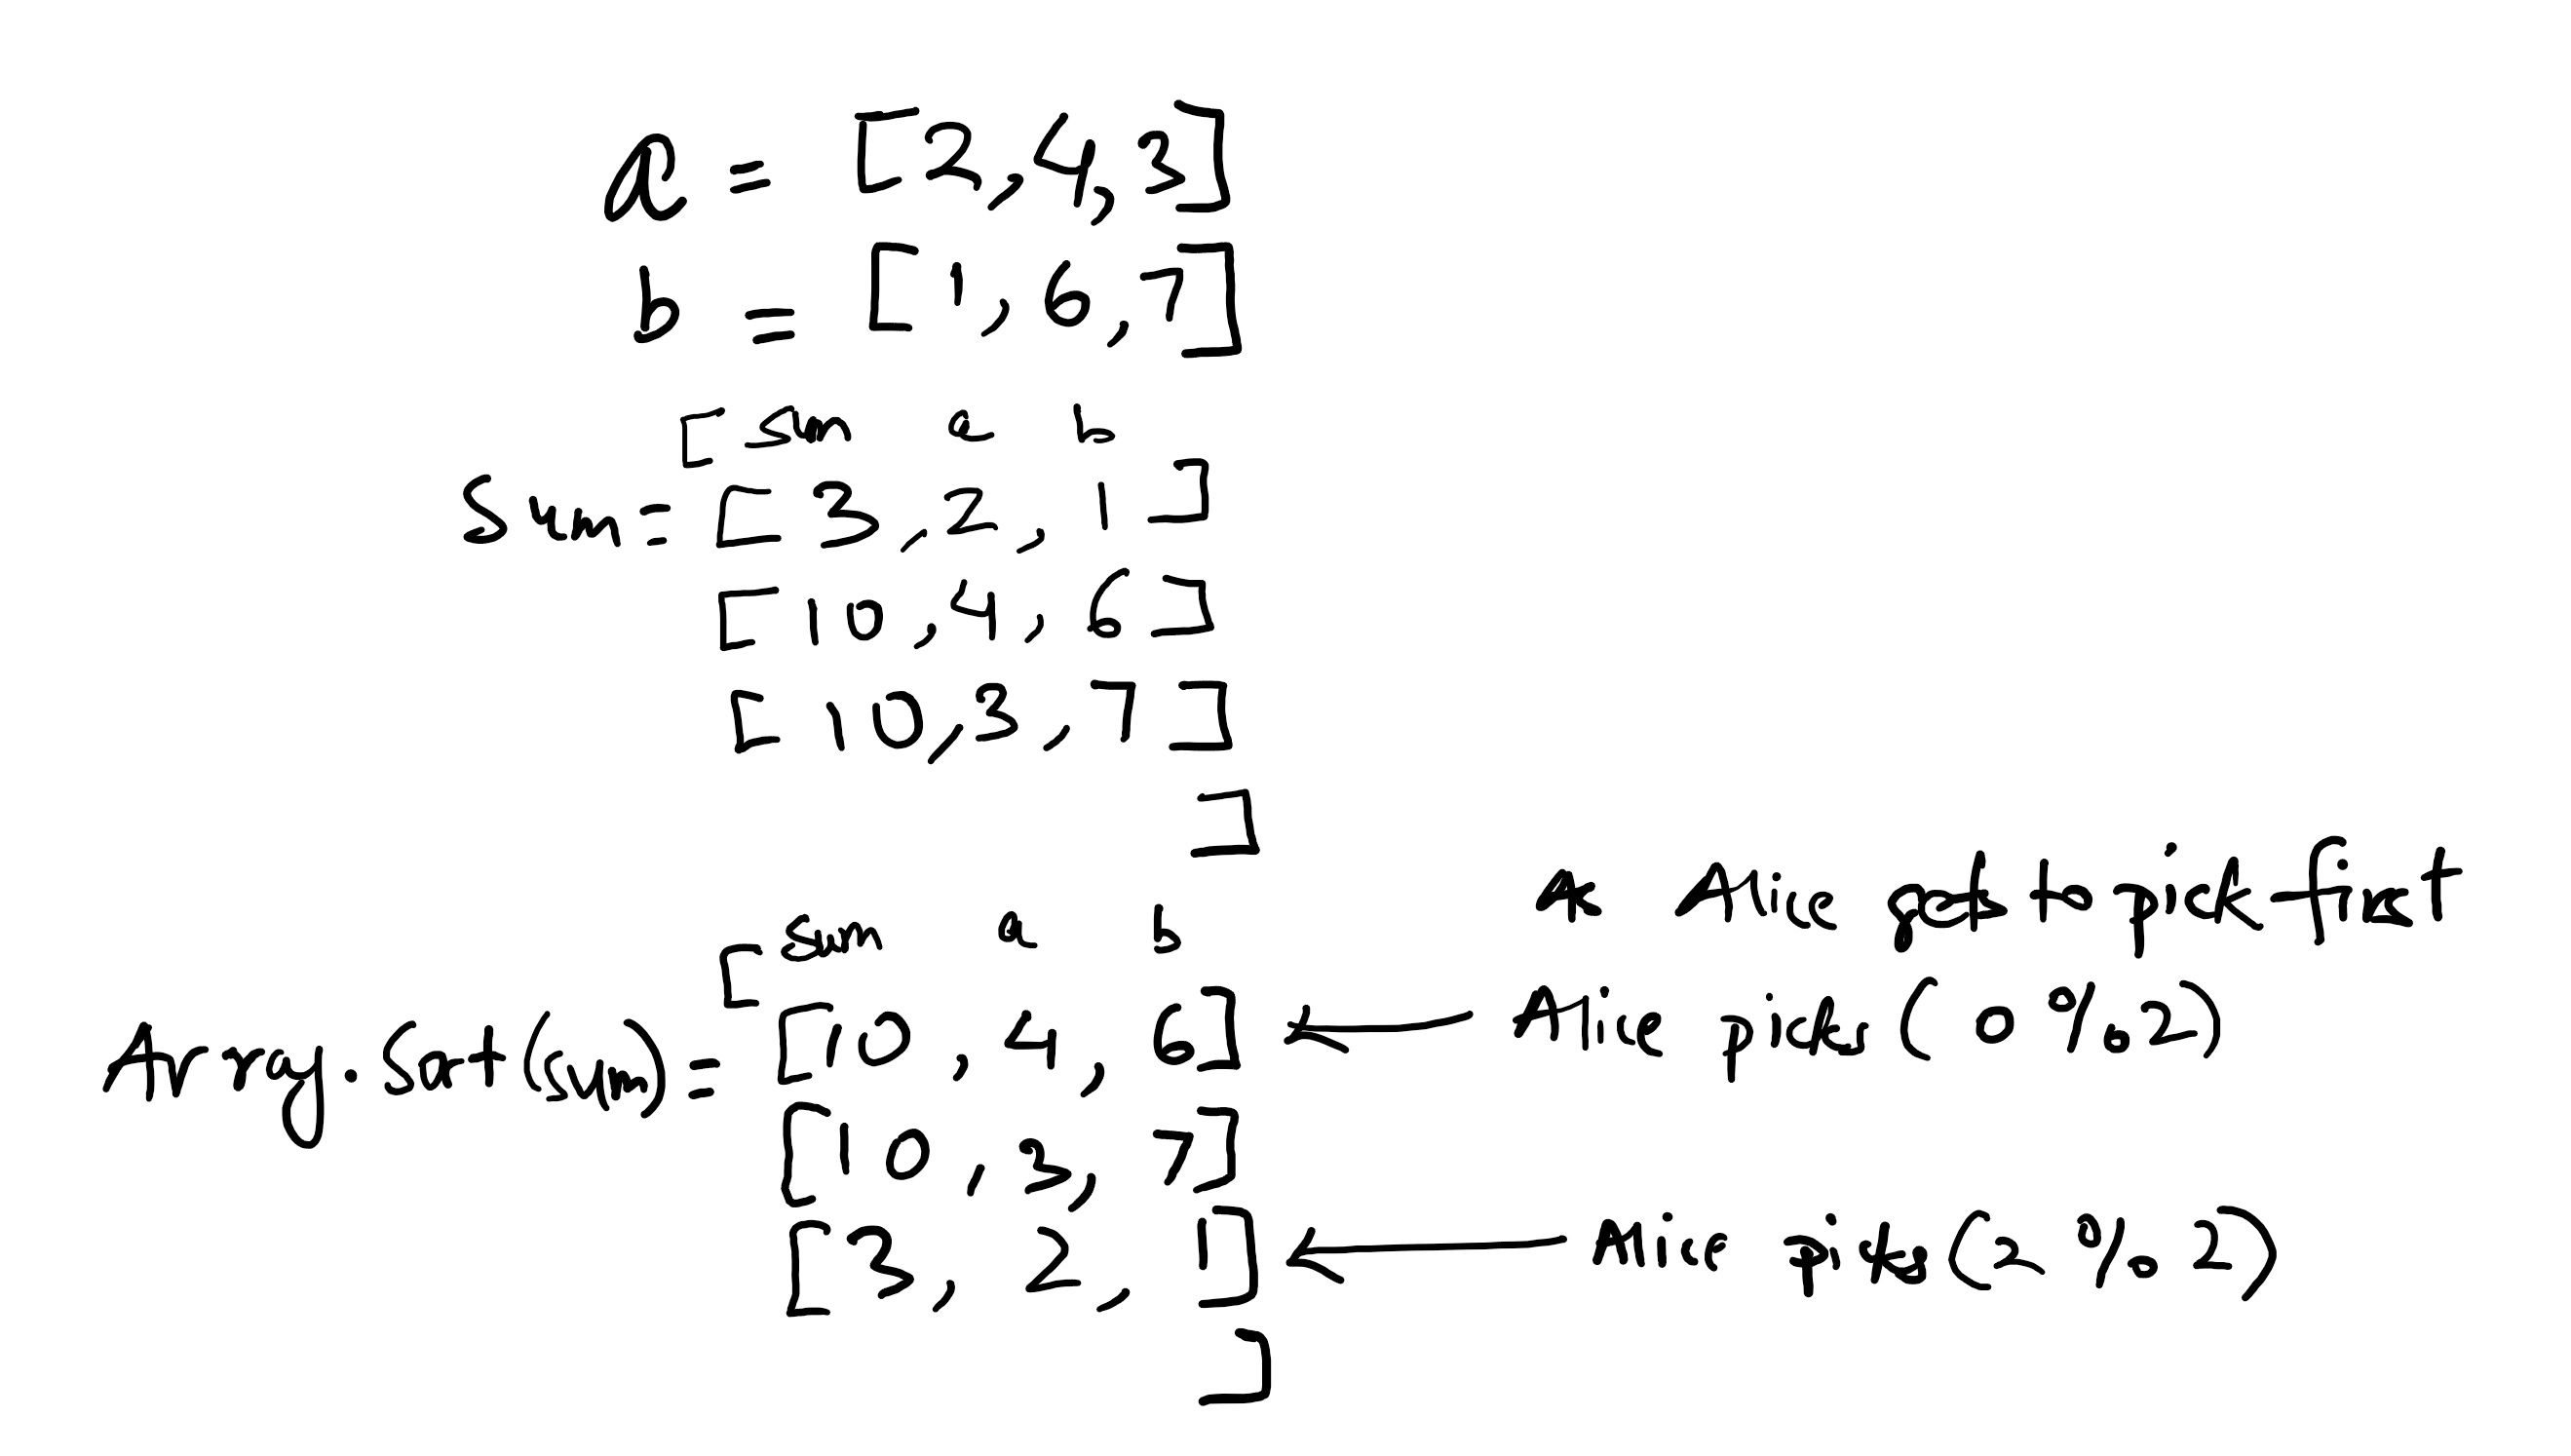 a = [2,4,3]
b = [1,6,7]
[ sum a b
Sum= [3,2,1]
[10,4,6]
[10,3,7]
]
Alice gets to pick first
[ sum a b
Array.Sort(sum)= [10,4,6] Alice picks (0%2)
[10,3,7]
[3,2,1] Alice picks (2%2)
]